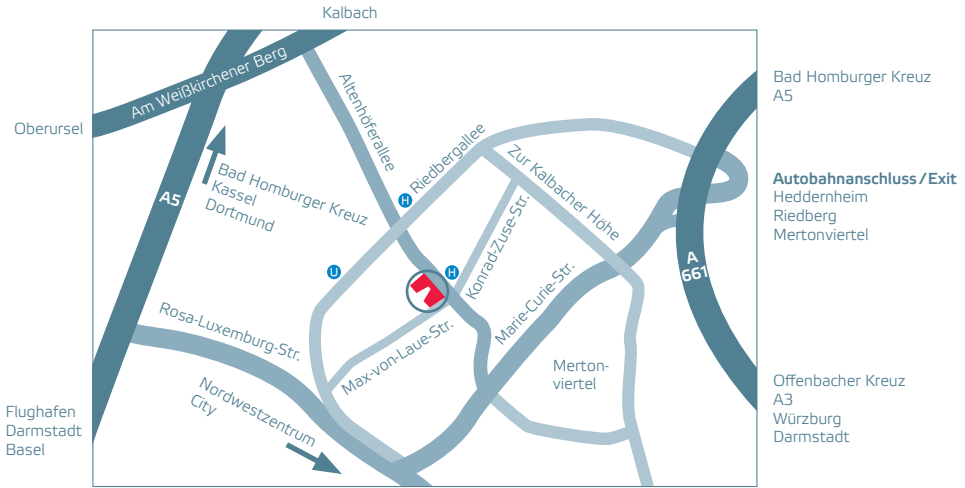 Kalbach
Am Weißkirchener Berg
Oberursel
Altenhöferallee
Bad Homburger Kreuz
A5
Riedbergallee
Zur Kalbacher Höhe
Autobahnanschluss/Exit
Heddernheim
Riedberg
Mertonviertel
A5
Bad Homburger Kreuz
Kassel
Dortmund
H
Konrad-Zuse-Str.
U
H
A
661
Marie-Curie-Str.
Rosa-Luxemburg-Str.
Max-von-Laue-Str.
Merton-
viertel
Nordwestzentrum
City
Flughafen
Darmstadt
Basel
Offenbacher Kreuz
A3
Würzburg
Darmstadt